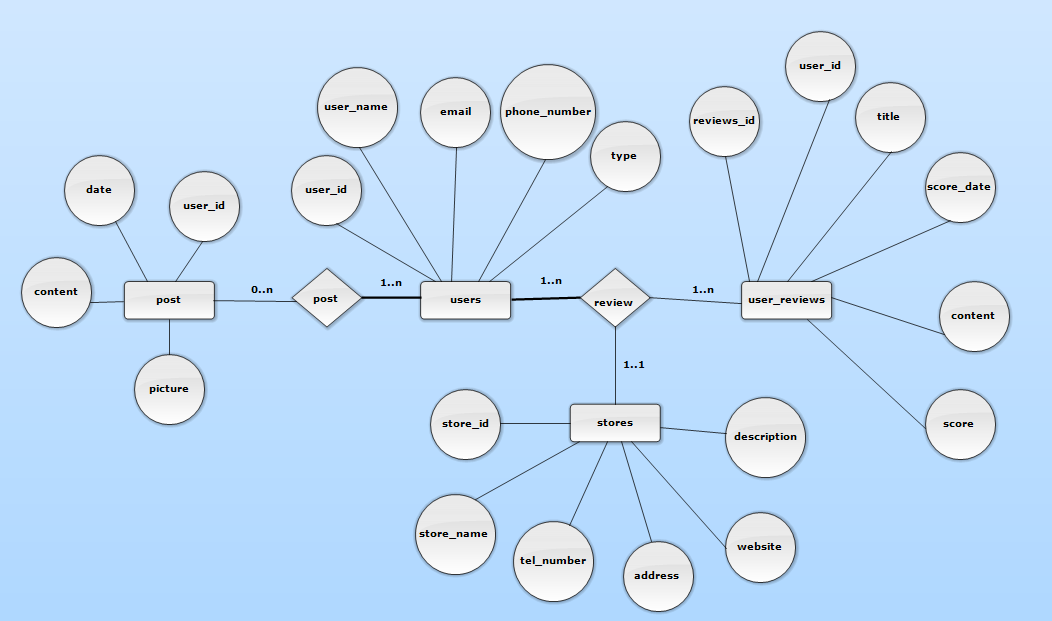 user_id
user_name
email
phone_number
reviews_id
title
type
date
user_id
user_id
score_date
content
post
0..n
post
1..n
users
1..n
review
1..n
user_reviews
content
picture
1..1
store_id
stores
description
score
store_name
tel_number
address
website
user_id